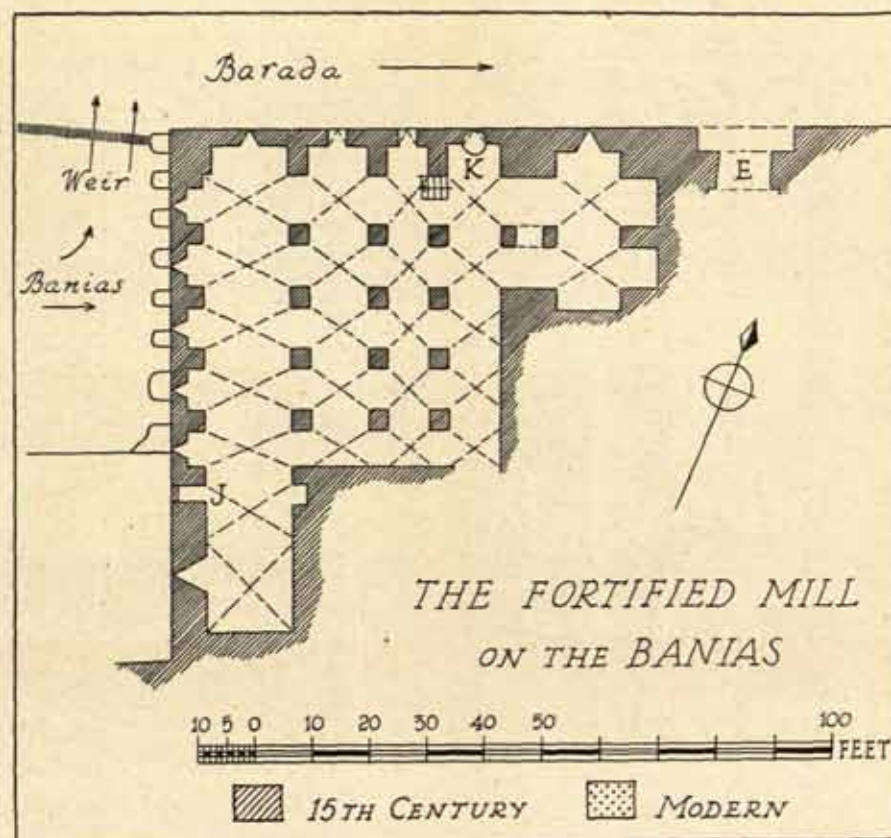 Barada
Weir
Banias
K
E
J
THE FORTIFIED MILL
ON THE BANIAS
10 5 0 10 20 30 40 50 100
FEET
15TH CENTURY MODERN